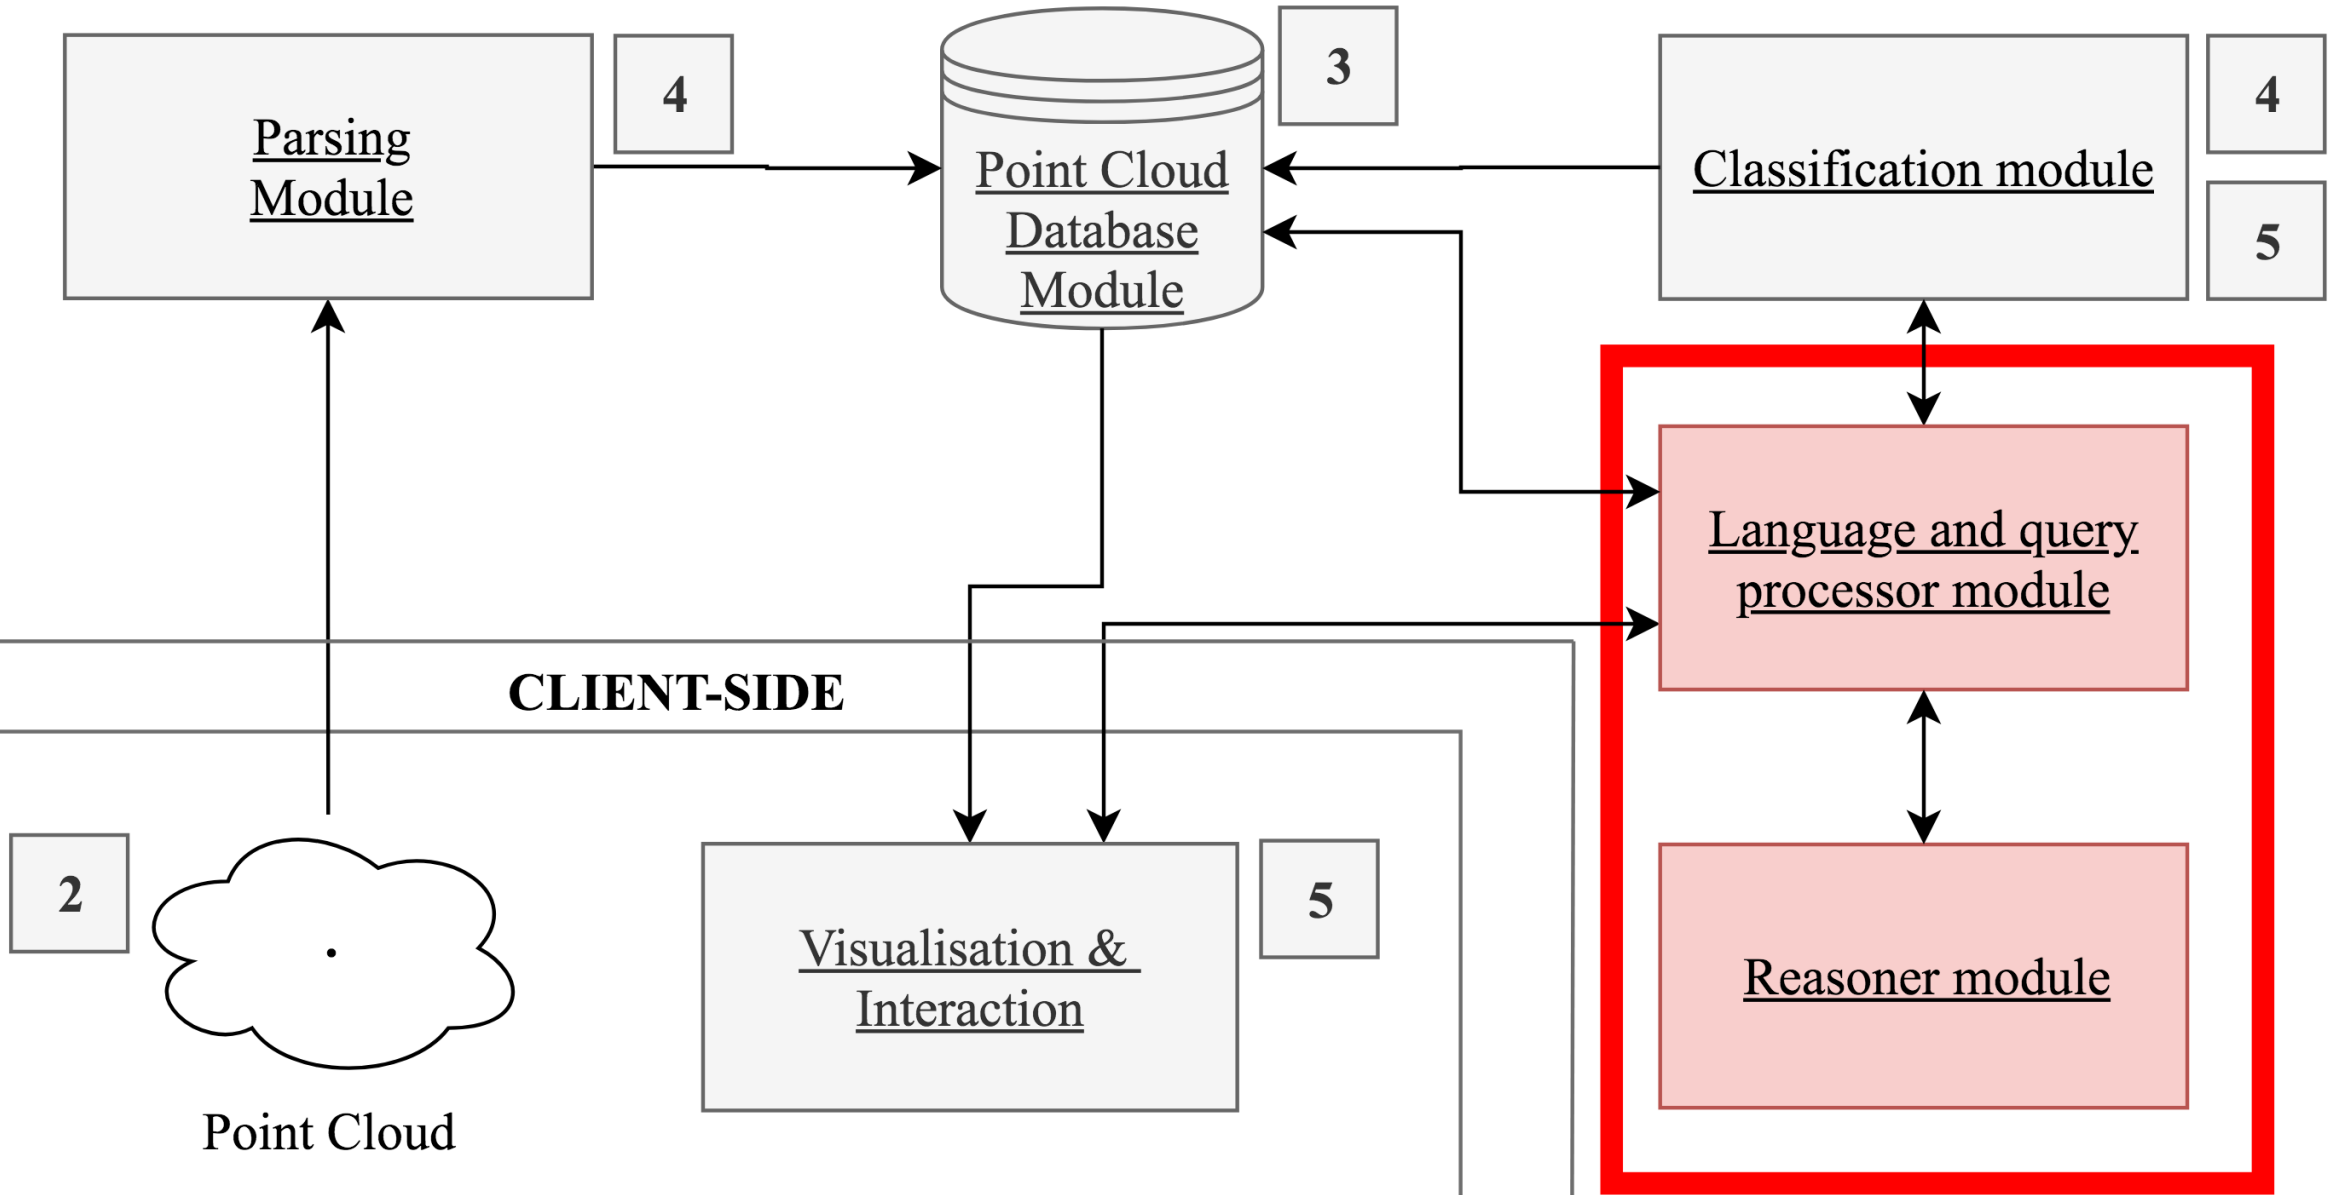 Parsing
Module
4
Point Cloud
Database
Module
3
Classification module
4
5
Language and query
processor module
CLIENT-SIDE
2
Point Cloud
Visualisation &
Interaction
5
Reasoner module